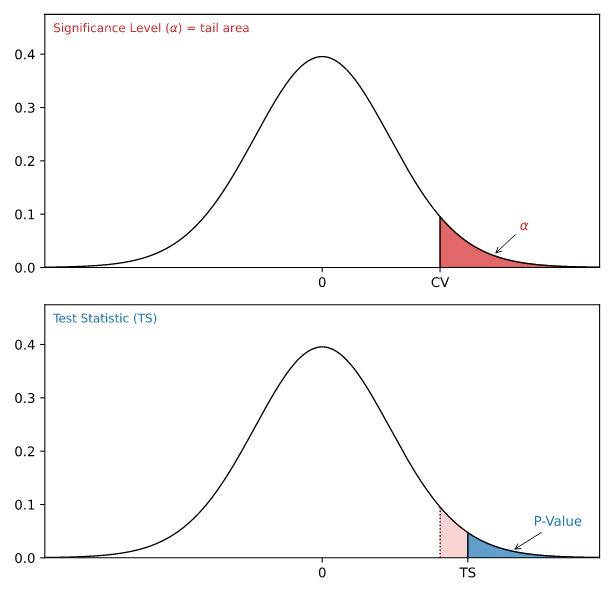 Significance Level (α) = tail area
0.4
0.3
0.2
0.1
0.0
α
0 CV
Test Statistic (TS)
0.4
0.3
0.2
0.1
0.0
P-Value
0 TS